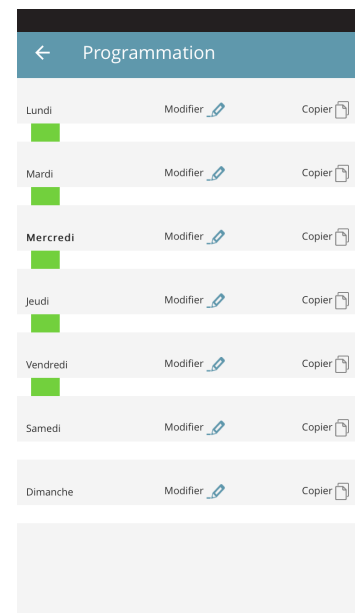 Programmation
Lundi Modifier Copier
Mardi Modifier Copier
Mercredi Modifier Copier
Jeudi Modifier Copier
Vendredi Modifier Copier
Samedi Modifier Copier
Dimanche Modifier Copier